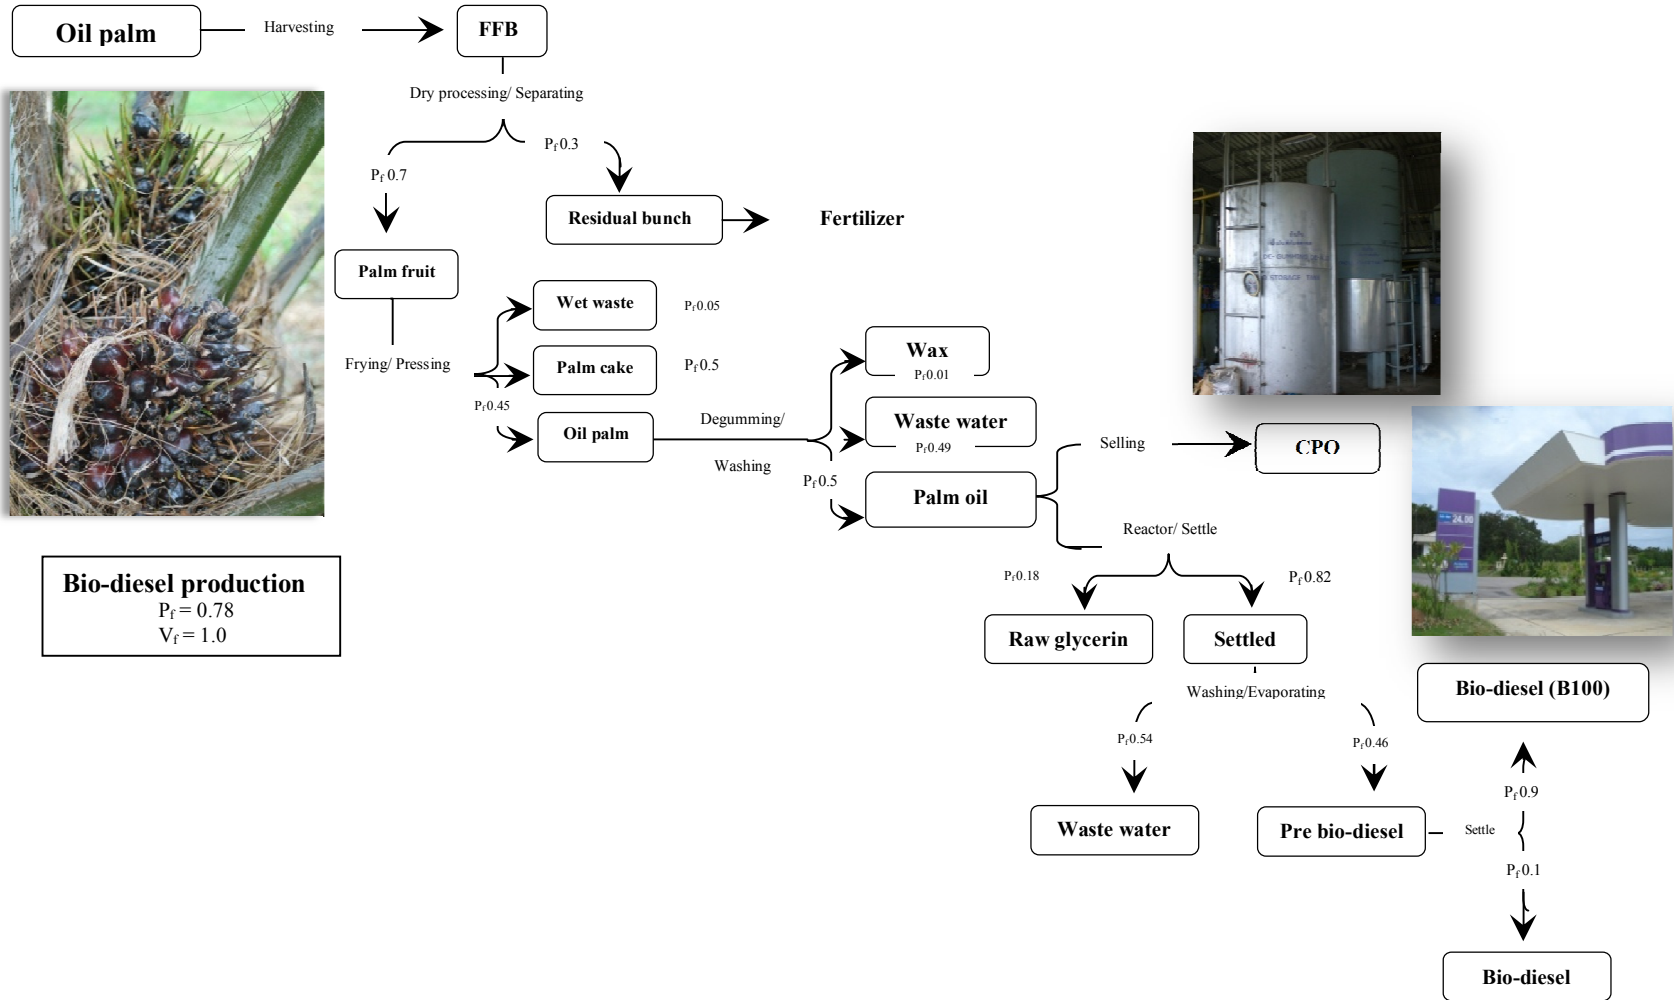 Oil palm
Harvesting
FFB
Dry processing/ Separating
Pf 0.7
Pf 0.3
Residual bunch
Fertilizer
Palm fruit
Frying/ Pressing
Wet waste
Pf 0.05
Palm cake
Pf 0.5
Pf 0.45
Oil palm
Degumming/
Washing
Wax
Pf 0.01
Waste water
Pf 0.49
Pf 0.5
Palm oil
Selling
CPO
Reactor/ Settle
Pf 0.18
Pf 0.82
Raw glycerin
Settled
Washing/Evaporating
Pf 0.54
Pf 0.46
Waste water
Pre bio-diesel
Settle
Pf 0.9
Bio-diesel (B100)
Pf 0.1
Bio-diesel
Bio-diesel production
Pf = 0.78
Vf = 1.0
24.00